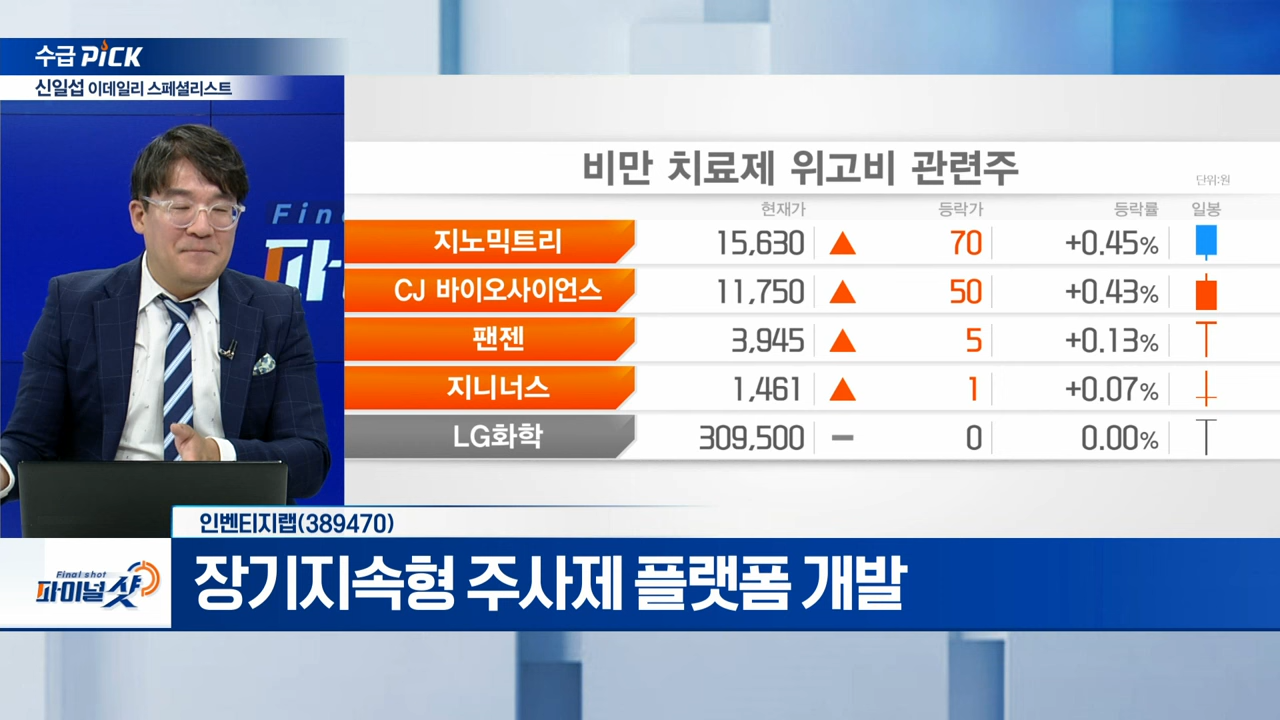 수급 PiCK
신일섭 이데일리 스페셜리스트
Fin
파
비만 치료제 위고비 관련주
단위:원
현재가 등락가 등락률 일봉
지노믹트리 15,630 ▲ 70 +0.45%
CJ 바이오사이언스 11,750 ▲ 50 +0.43%
팬젠 3,945 ▲ 5 +0.13%
지니너스 1,461 ▲ 1 +0.07%
LG화학 309,500 - 0 0.00%
인벤티지랩(389470)
Final shot
파이널샷
장기지속형 주사제 플랫폼 개발